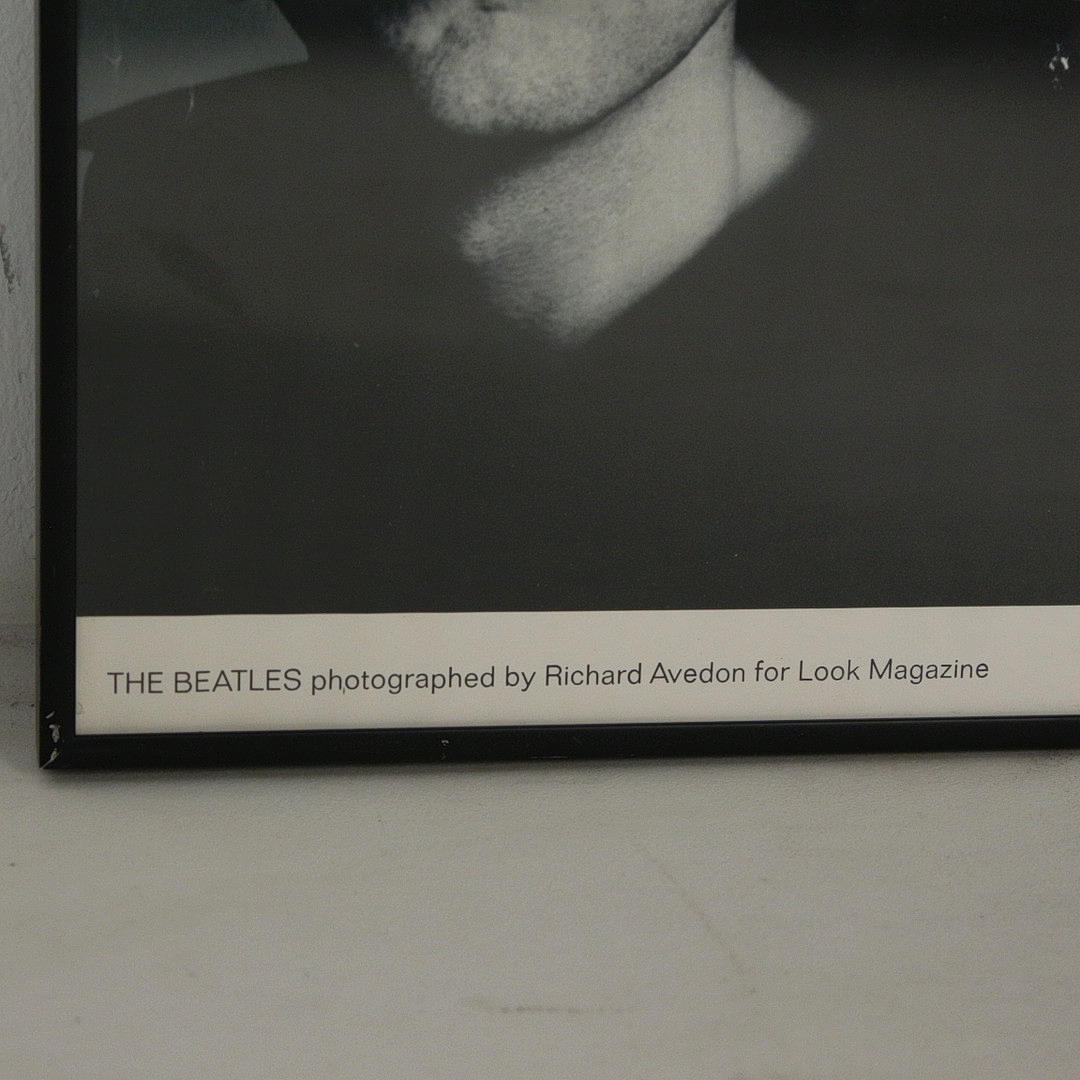 THE BEATLES photographed by Richard Avedon for Look Magazine